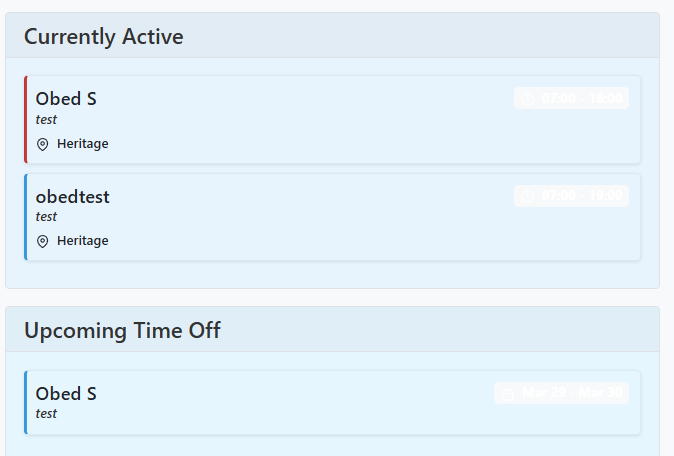 Currently Active
Obed S
07:00 - 16:00
test
Heritage
obedtest
07:00 - 19:00
test
Heritage
Upcoming Time Off
Obed S
Mar 29 - Mar 30
test